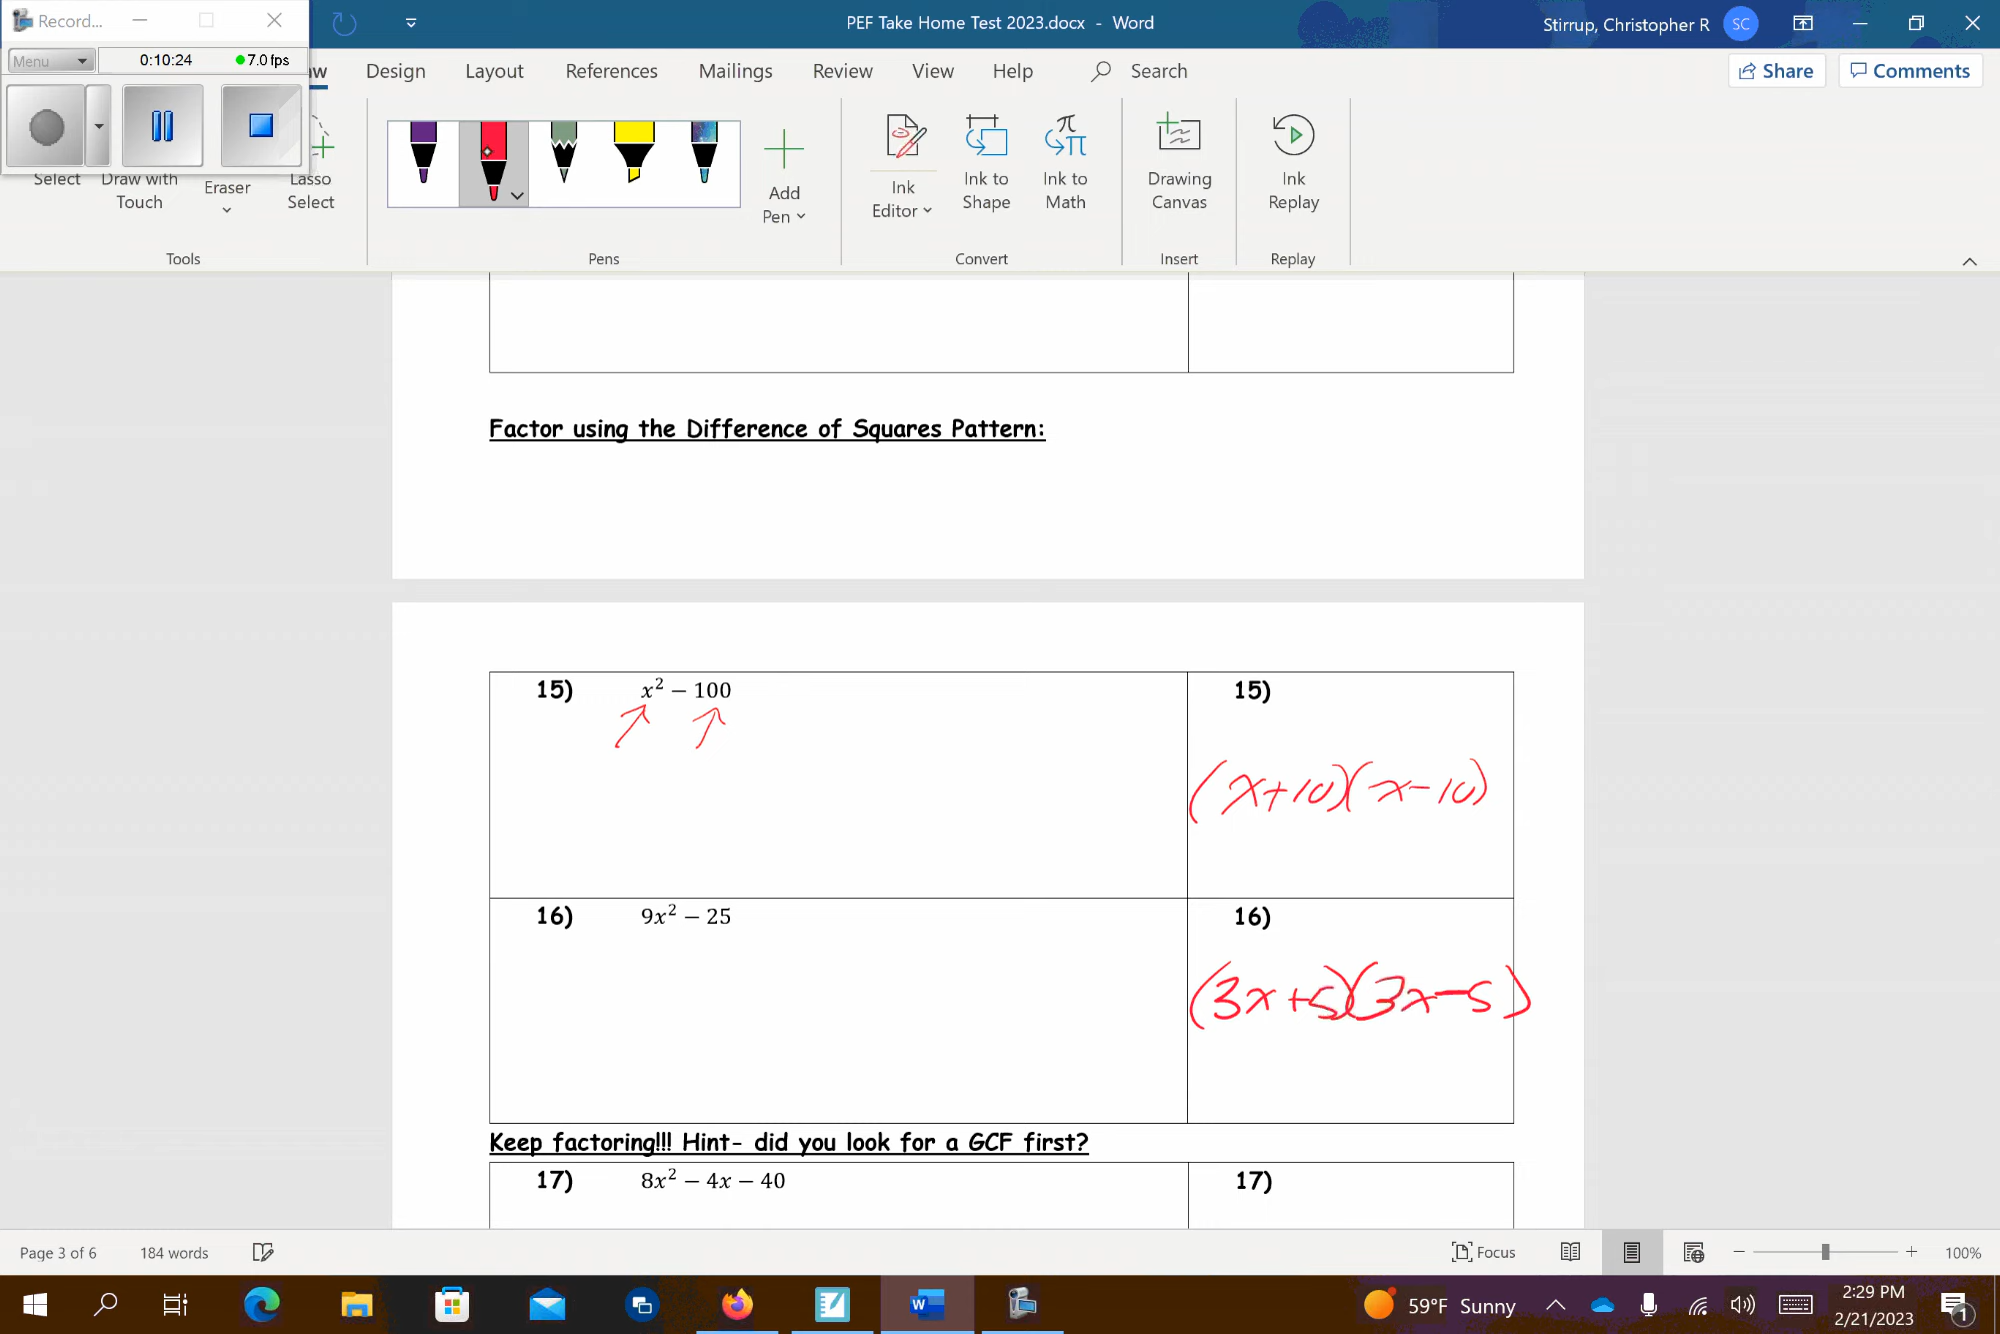 Record...
PEF Take Home Test 2023.docx - Word
Stirrup, Christopher R
SC
Menu
0:10:24
7.0 fps
aw
Design
Layout
References
Mailings
Review
View
Help
Search
Share
Comments
Select
Draw with Touch
Eraser
Lasso Select
Add Pen
Ink Editor
Ink to Shape
Ink to Math
Drawing Canvas
Ink Replay
Tools
Pens
Convert
Insert
Replay
Factor using the Difference of Squares Pattern:
15) x² − 100
15)
(x+10)(x-10)
16) 9x² − 25
16)
(3x+5)(3x-5)
Keep factoring!!! Hint- did you look for a GCF first?
17) 8x² − 4x − 40
17)
Page 3 of 6
184 words
Focus
100%
59°F Sunny
2:29 PM
2/21/2023
1